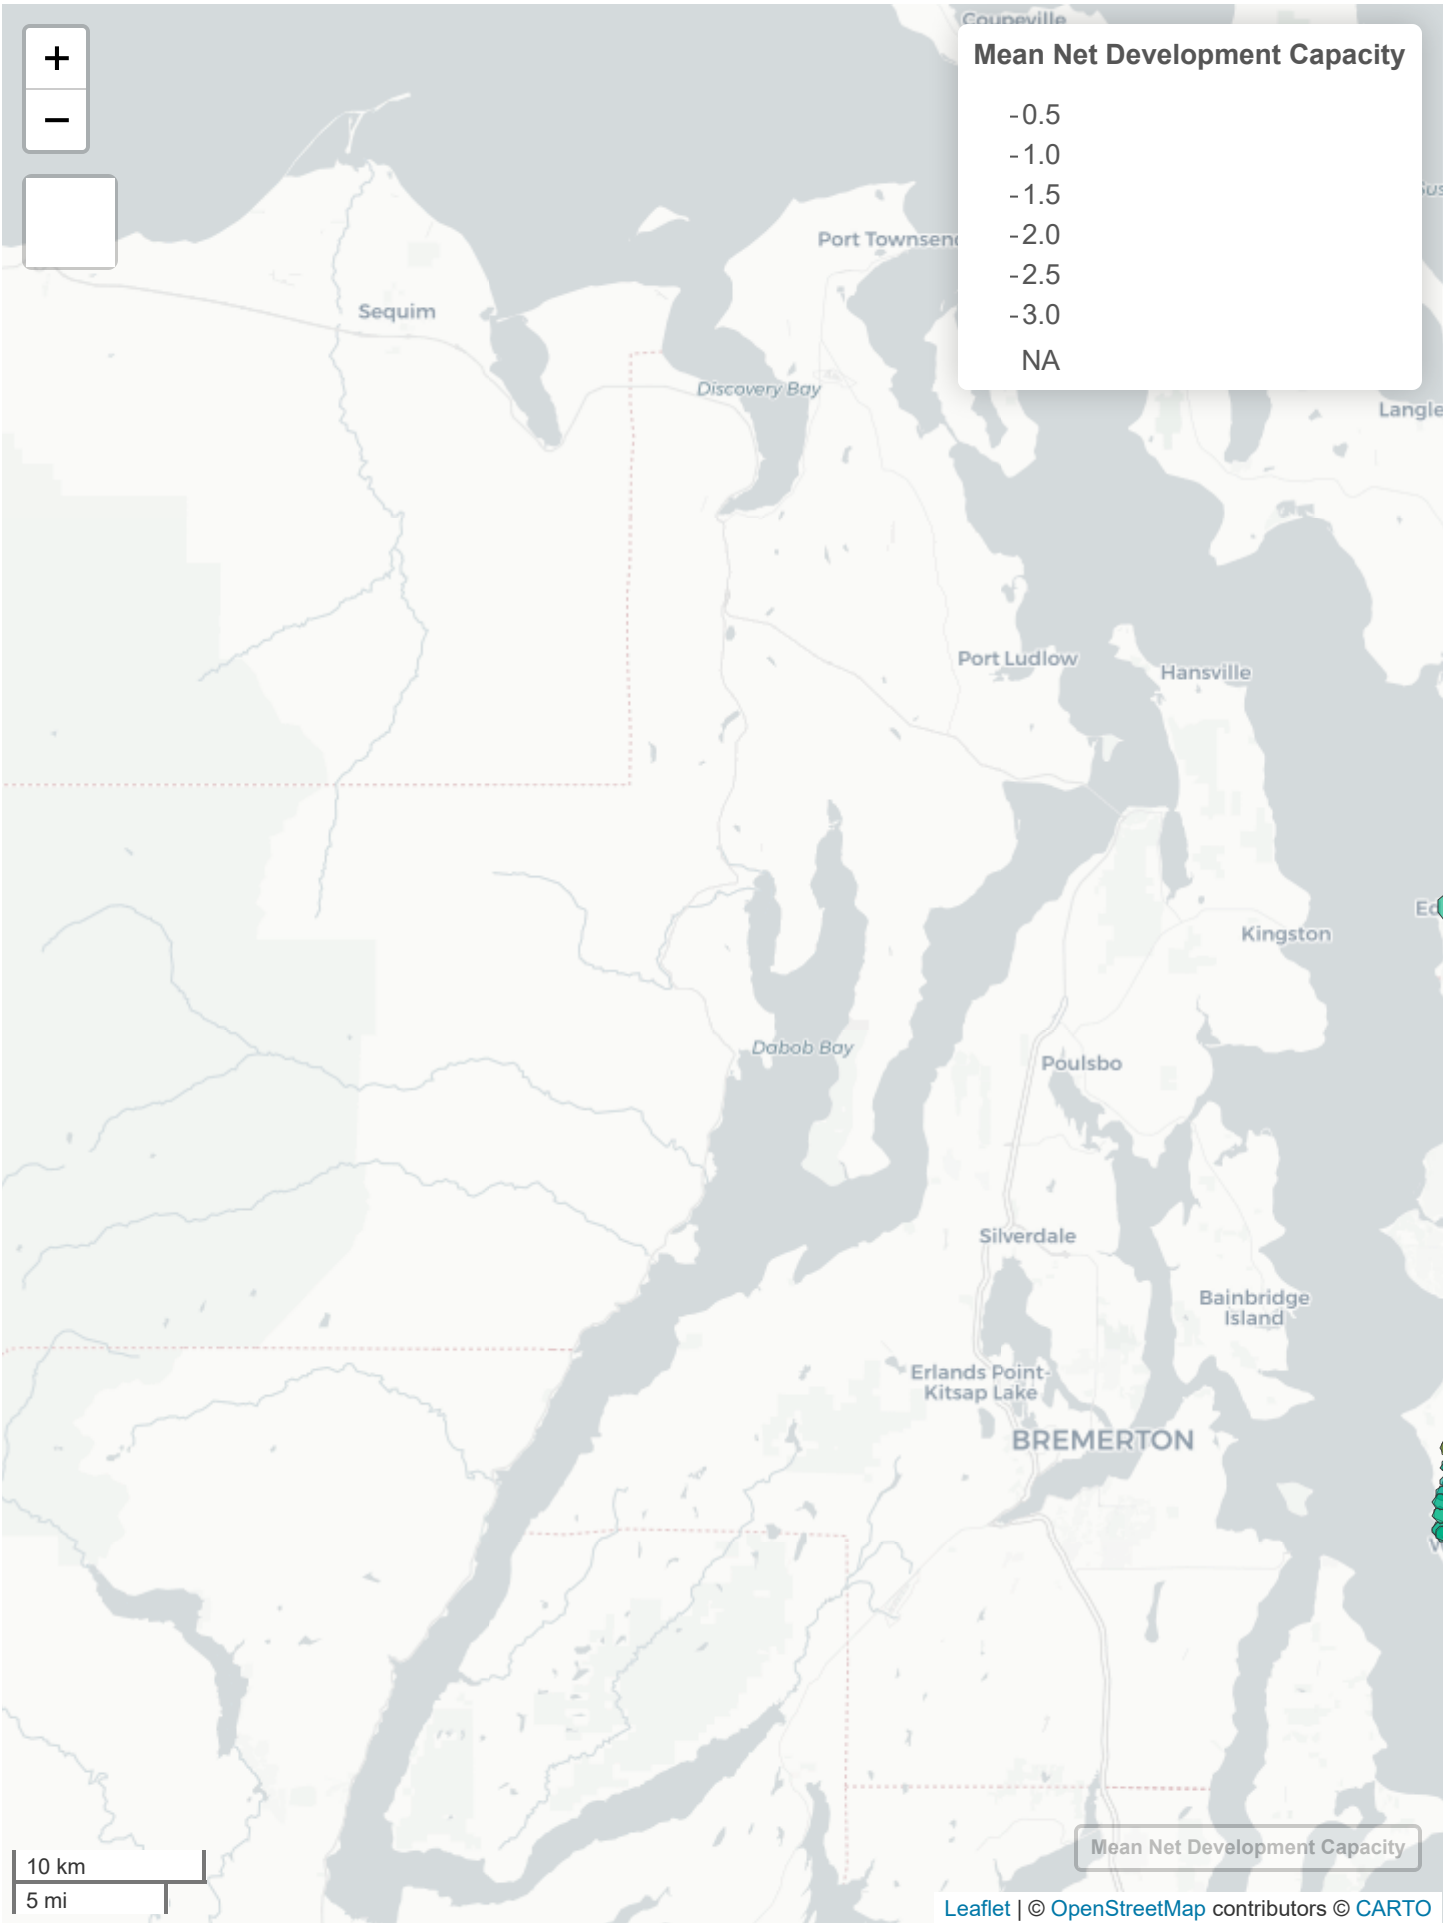 Coupeville
+
Mean Net Development Capacity
−
-0.5
-1.0
-1.5
-2.0
-2.5
-3.0
NA
Port Townsend
Sequim
Discovery Bay
Langle
Port Ludlow
Hansville
Ed
Kingston
Dabob Bay
Poulsbo
Silverdale
Bainbridge
Island
Erlands Point-
Kitsap Lake
BREMERTON
Mean Net Development Capacity
10 km
5 mi
Leaflet | © OpenStreetMap contributors © CARTO